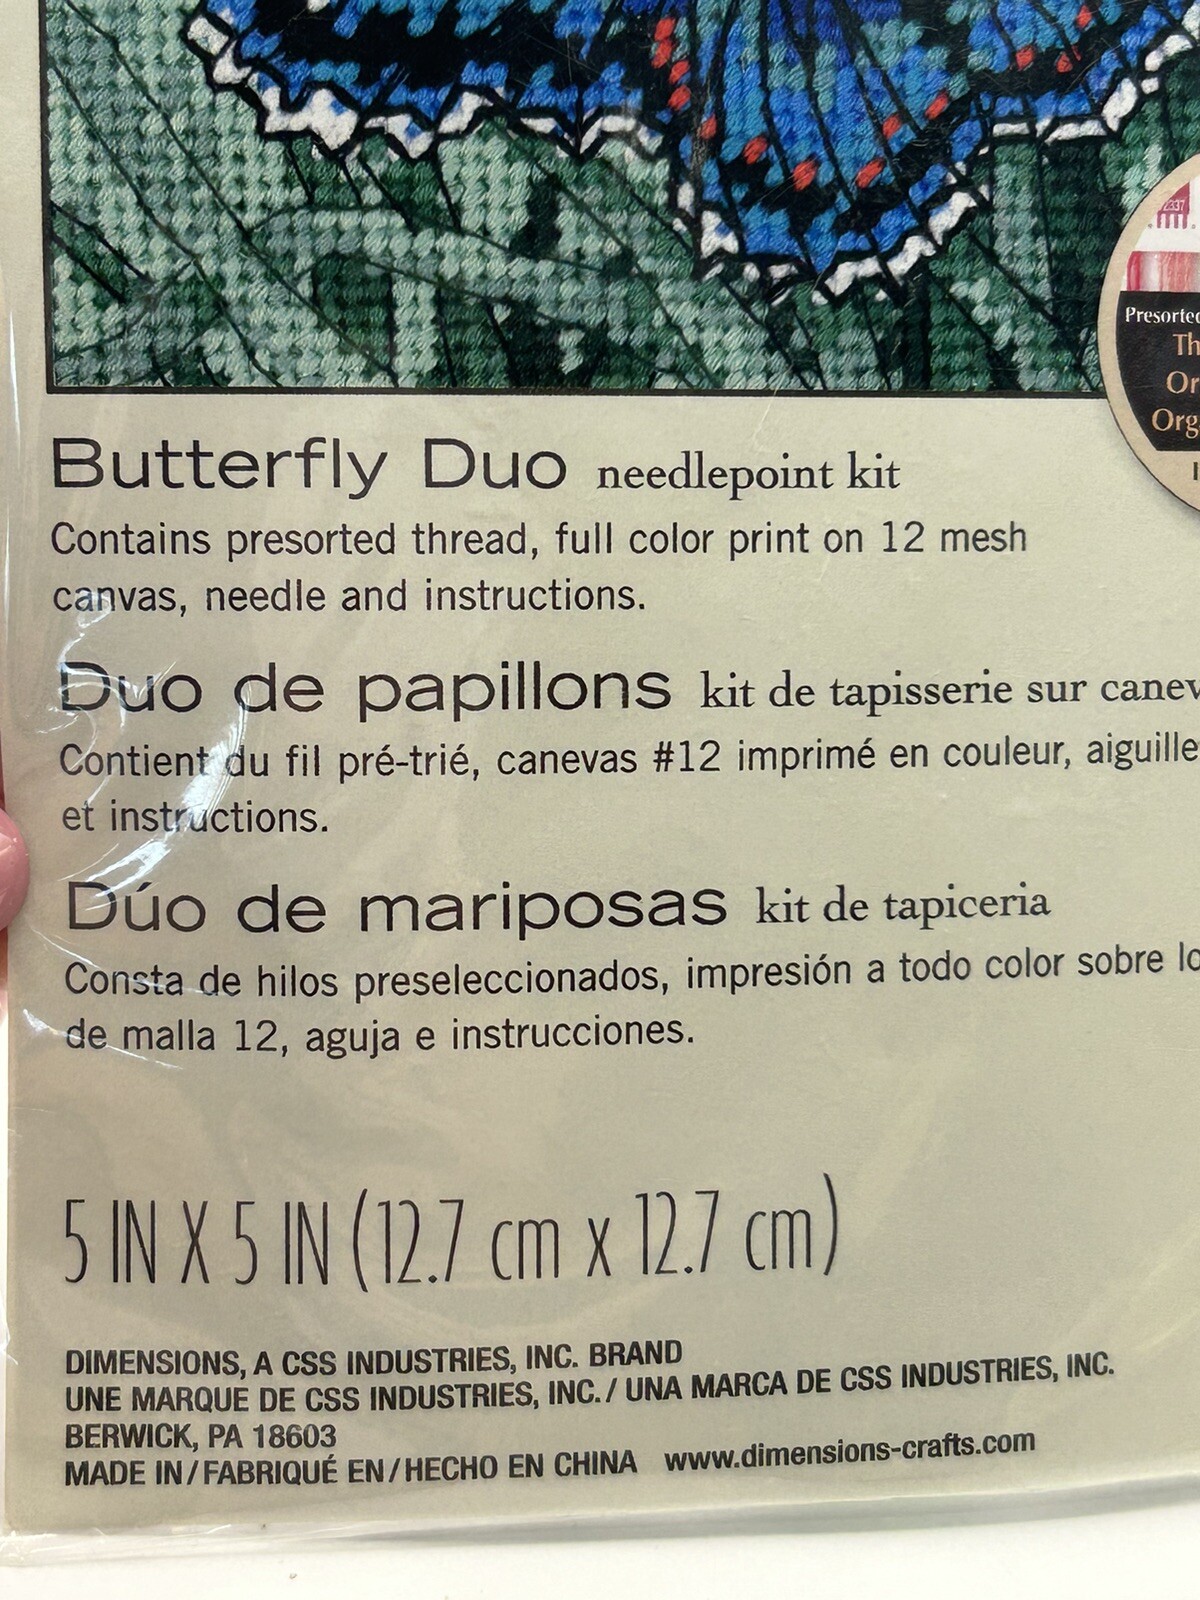 2337
Presorted
Butterfly Duo needlepoint kit
Contains presorted thread, full color print on 12 mesh
canvas, needle and instructions.
Duo de papillons kit de tapisserie sur
Contient du fil pré-trié, canevas #12 imprimé en couleur, aiguille
et instructions.
Dúo de mariposas kit de tapiceria
Consta de hilos preseleccionados, impresión a todo color sobre
de malla 12, aguja e instrucciones.
5 IN X 5 IN (12.7 cm x 12.7 cm)
DIMENSIONS, A CSS INDUSTRIES, INC. BRAND
UNE MARQUE DE CSS INDUSTRIES, INC. / UNA MARCA DE CSS INDUSTRIES, INC.
BERWICK, PA 18603
MADE IN / FABRIQUÉ EN / HECHO EN CHINA www.dimensions-crafts.com